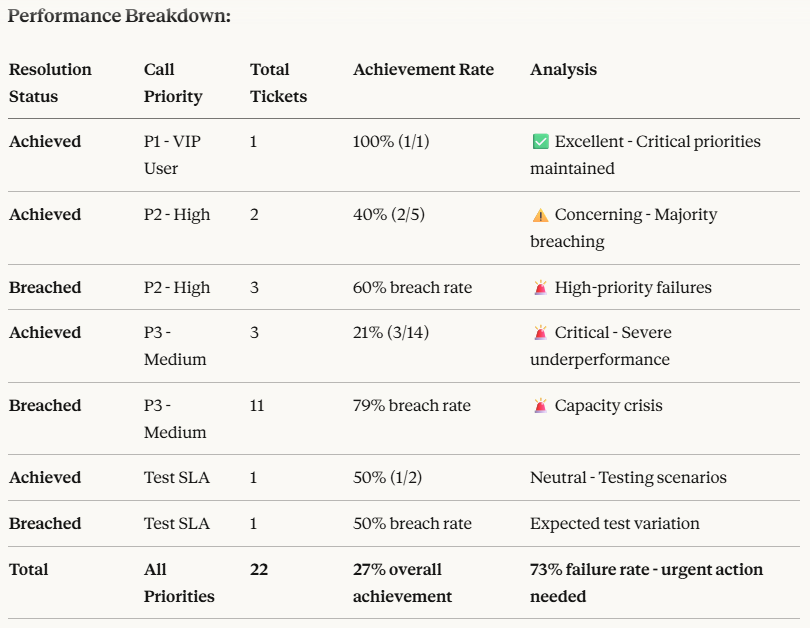 Performance Breakdown:
Resolution Status | Call Priority | Total Tickets | Achievement Rate | Analysis
Achieved | P1 - VIP User | 1 | 100% (1/1) | ✅ Excellent - Critical priorities maintained
Achieved | P2 - High | 2 | 40% (2/5) | ⚠️ Concerning - Majority breaching
Breached | P2 - High | 3 | 60% breach rate | 🚨 High-priority failures
Achieved | P3 - Medium | 3 | 21% (3/14) | 🚨 Critical - Severe underperformance
Breached | P3 - Medium | 11 | 79% breach rate | 🚨 Capacity crisis
Achieved | Test SLA | 1 | 50% (1/2) | Neutral - Testing scenarios
Breached | Test SLA | 1 | 50% breach rate | Expected test variation
Total | All Priorities | 22 | 27% overall achievement | 73% failure rate - urgent action needed